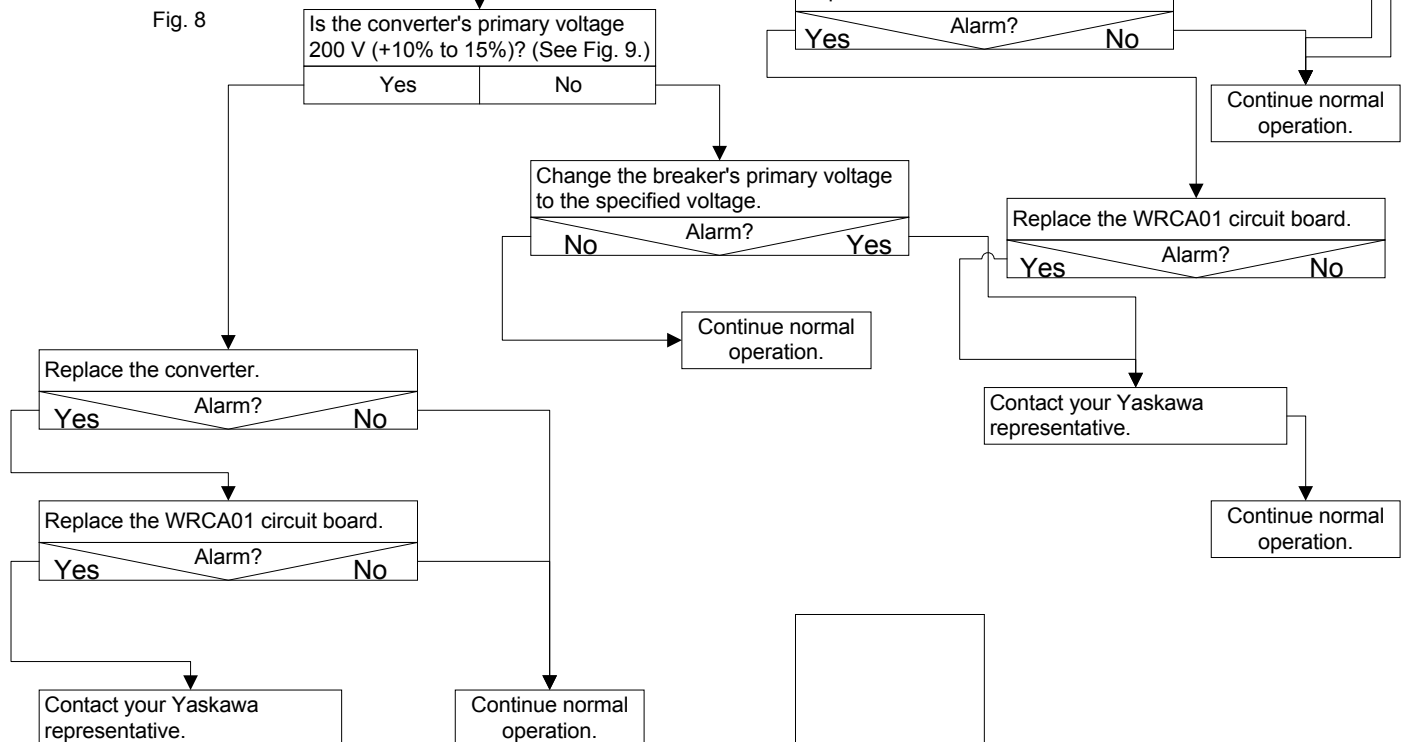 Fig. 8
Is the converter's primary voltage
200 V (+10% to 15%)? (See Fig. 9.)
Yes
No
Alarm?
Yes
No
Continue normal
operation.
Change the breaker's primary voltage
to the specified voltage.
Alarm?
No
Yes
Replace the WRCA01 circuit board.
Alarm?
Yes
No
Continue normal
operation.
Replace the converter.
Alarm?
Yes
No
Contact your Yaskawa
representative.
Replace the WRCA01 circuit board.
Alarm?
Yes
No
Continue normal
operation.
Contact your Yaskawa
representative.
Continue normal
operation.